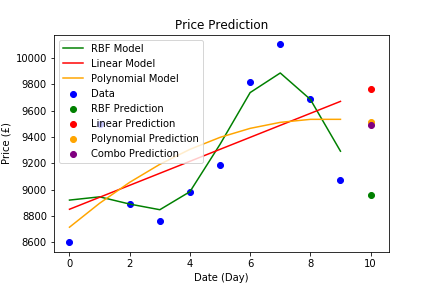 Price Prediction
Price (£)
10000
9800
9600
9400
9200
9000
8800
8600
RBF Model
Linear Model
Polynomial Model
Data
RBF Prediction
Linear Prediction
Polynomial Prediction
Combo Prediction
0 2 4 6 8 10
Date (Day)